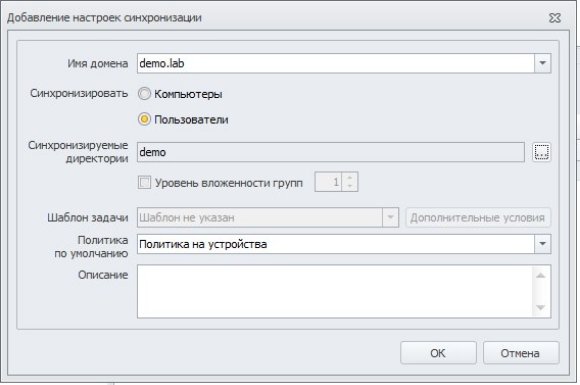 Добавление настроек синхронизации
Имя домена demo.lab
Синхронизировать Компьютеры
Пользователи
Синхронизируемые
директории demo ...
Уровень вложенности групп 1
Шаблон задачи Шаблон не указан Дополнительные условия
Политика
по умолчанию Политика на устройства
Описание
OK Отмена